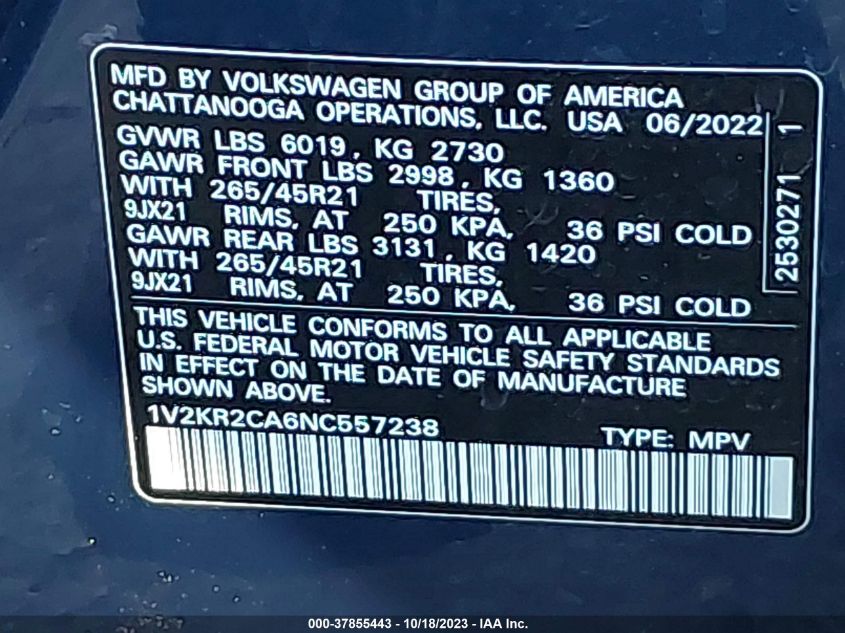 MFD BY VOLKSWAGEN GROUP OF AMERICA
CHATTANOOGA OPERATIONS, LLC. USA 06/2022
GVWR LBS 6019, KG 2730
GAWR FRONT LBS 2998, KG 1360
WITH 265/45R21 TIRES,
9JX21 RIMS, AT 250 KPA, 36 PSI COLD
GAWR REAR LBS 3131, KG 1420
WITH 265/45R21 TIRES,
9JX21 RIMS, AT 250 KPA, 36 PSI COLD
2530271 1
THIS VEHICLE CONFORMS TO ALL APPLICABLE
U.S. FEDERAL MOTOR VEHICLE SAFETY STANDARDS
IN EFFECT ON THE DATE OF MANUFACTURE
SHOWN ABOVE.
1V2KR2CA6NC557238 TYPE: MPV
000-37855443 - 10/18/2023 - IAA Inc.